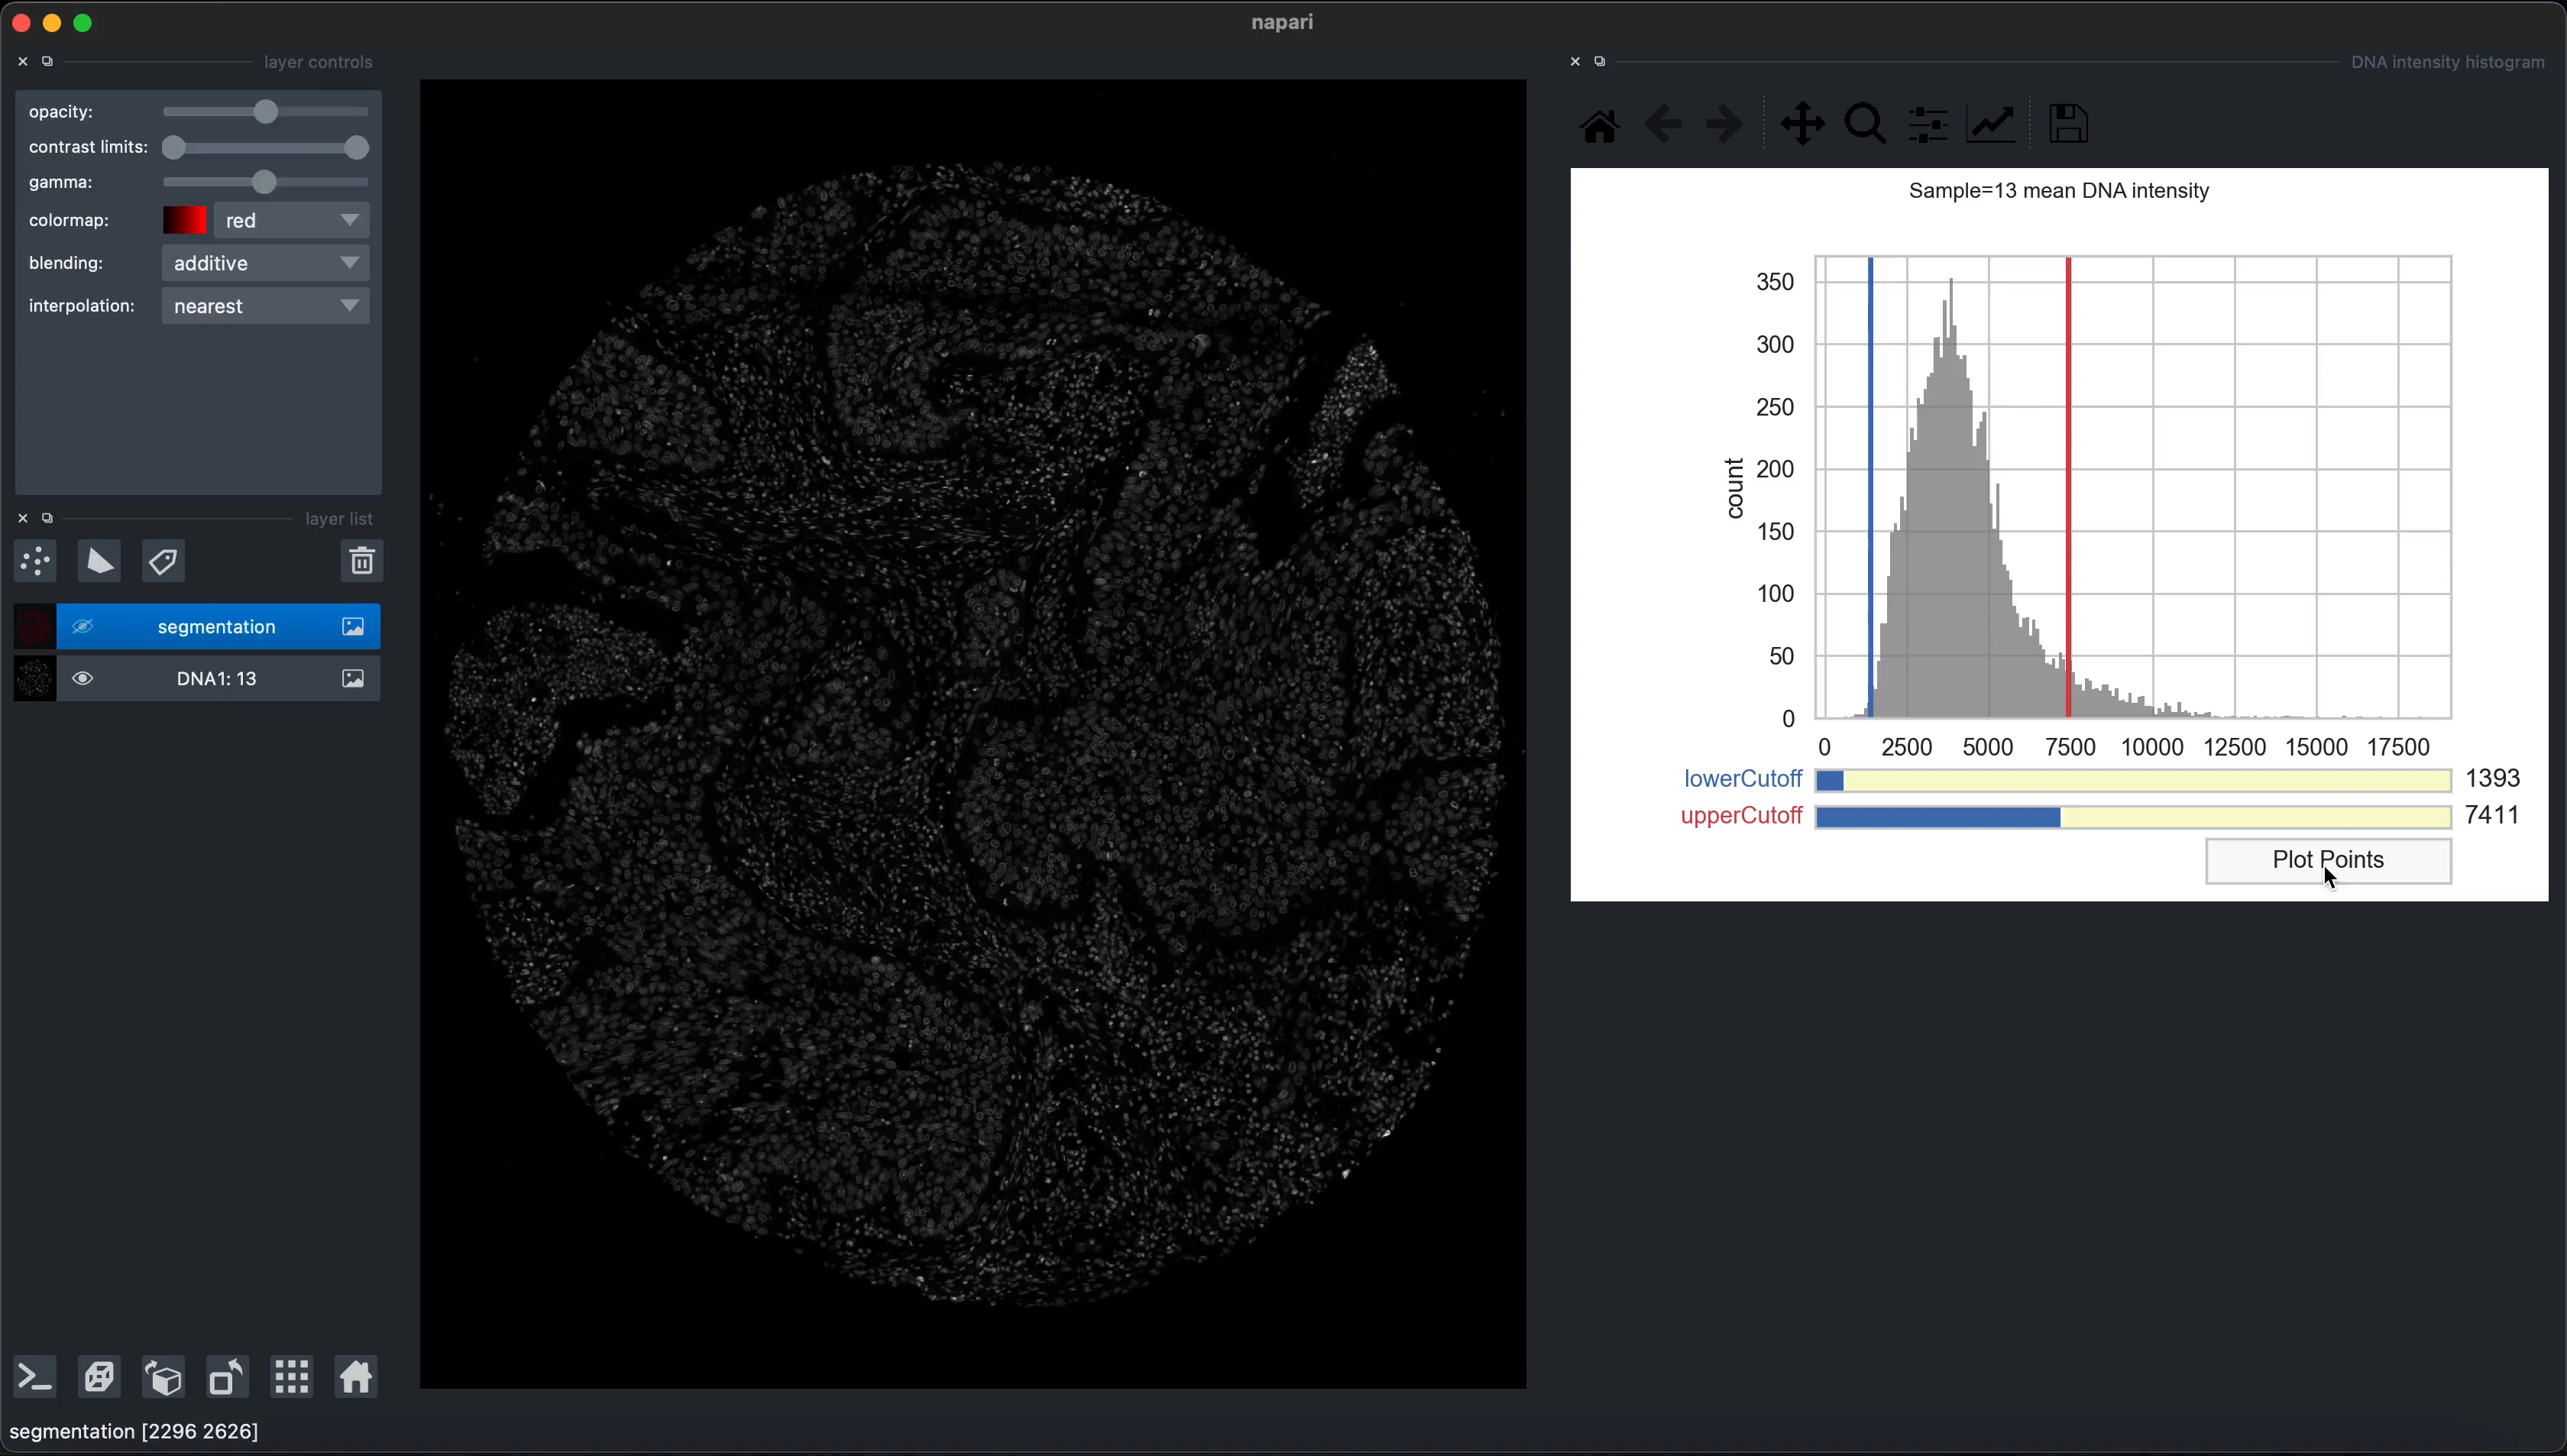 napari
layer controls
opacity:
contrast limits:
gamma:
colormap: red
blending: additive
interpolation: nearest
layer list
segmentation
DNA1: 13
segmentation [2296 2626]
DNA intensity histogram
Sample=13 mean DNA intensity
350
300
250
200
150
100
50
0
count
0 2500 5000 7500 10000 12500 15000 17500
lowerCutoff 1393
upperCutoff 7411
Plot Points